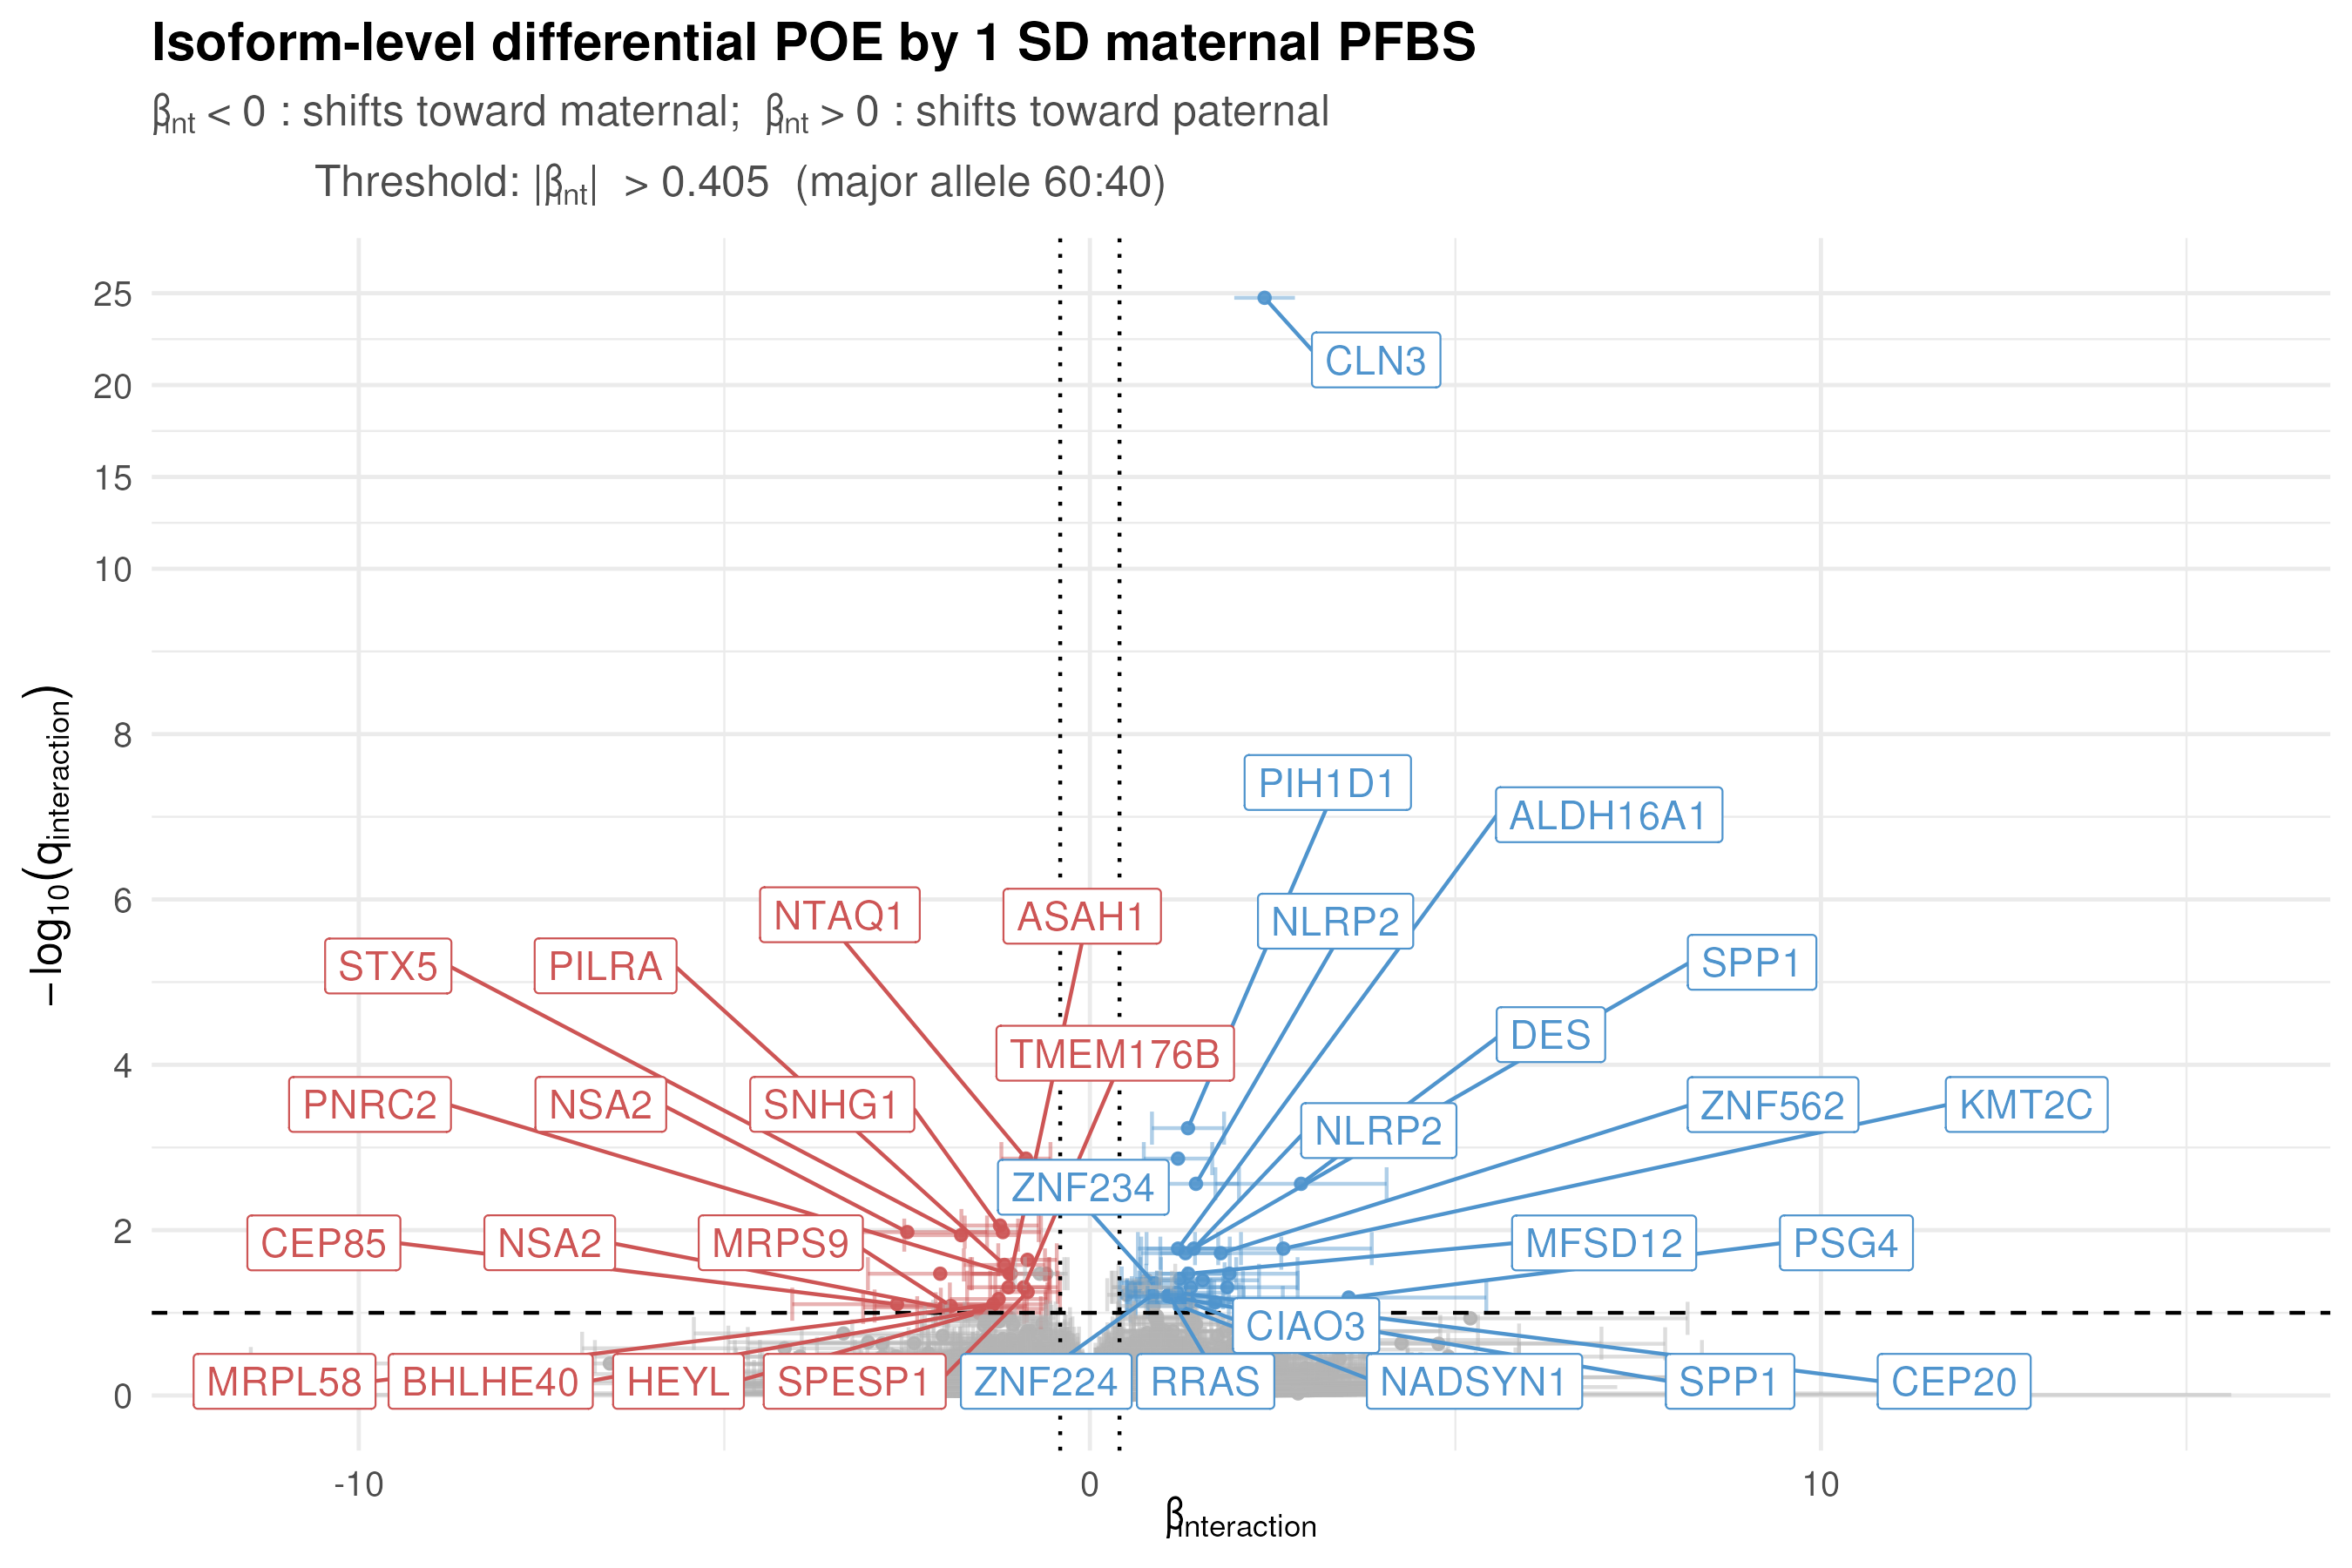 Isoform-level differential POE by 1 SD maternal PFBS
βint < 0 : shifts toward maternal; βint > 0 : shifts toward paternal
Threshold: |βint| > 0.405 (major allele 60:40)
25
CLN3
20
15
10
8
PIH1D1
ALDH16A1
6
NTAQ1
ASAH1
NLRP2
STX5
PILRA
SPP1
DES
4
TMEM176B
PNRC2
NSA2
SNHG1
ZNF562
KMT2C
NLRP2
ZNF234
2
CEP85
NSA2
MRPS9
MFSD12
PSG4
CIAO3
0
MRPL58
BHLHE40
HEYL
SPESP1
ZNF224
RRAS
NADSYN1
SPP1
CEP20
-10
0
10
βinteraction
−log10(qinteraction)